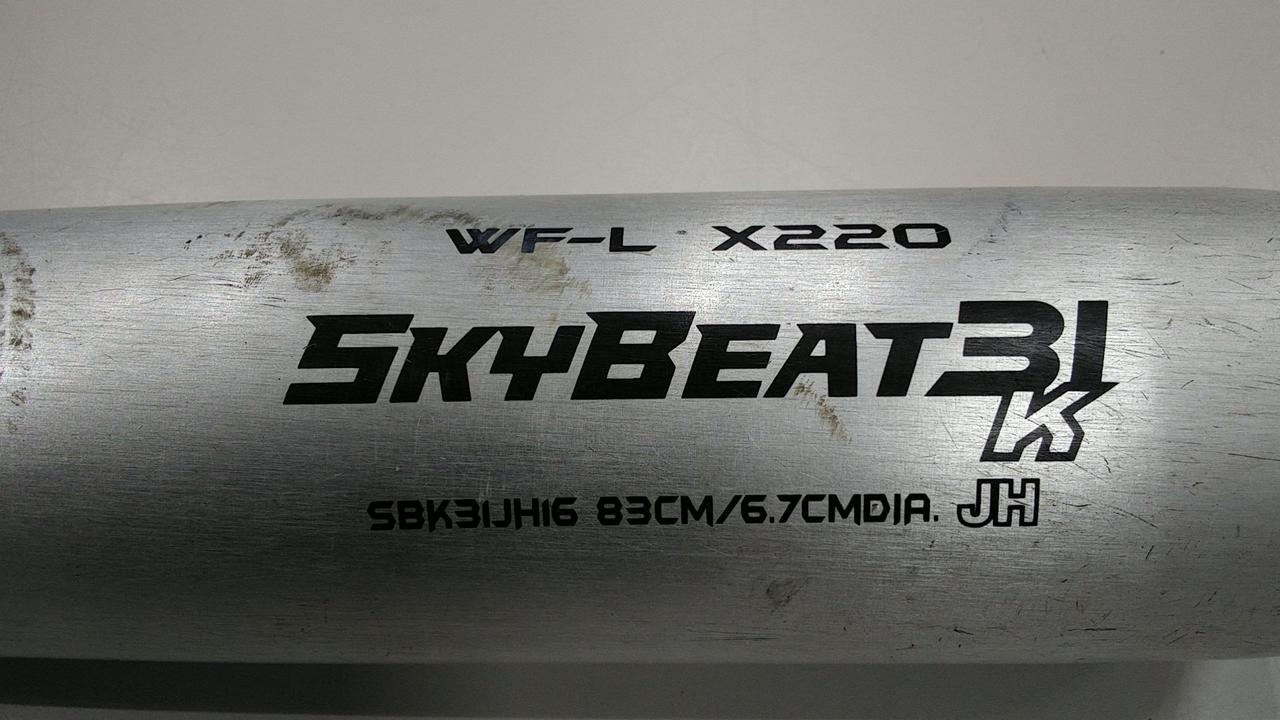 WF-L X220
SKYBEAT31
K
SBK31JH16 83CM/6.7CMDIA. JH